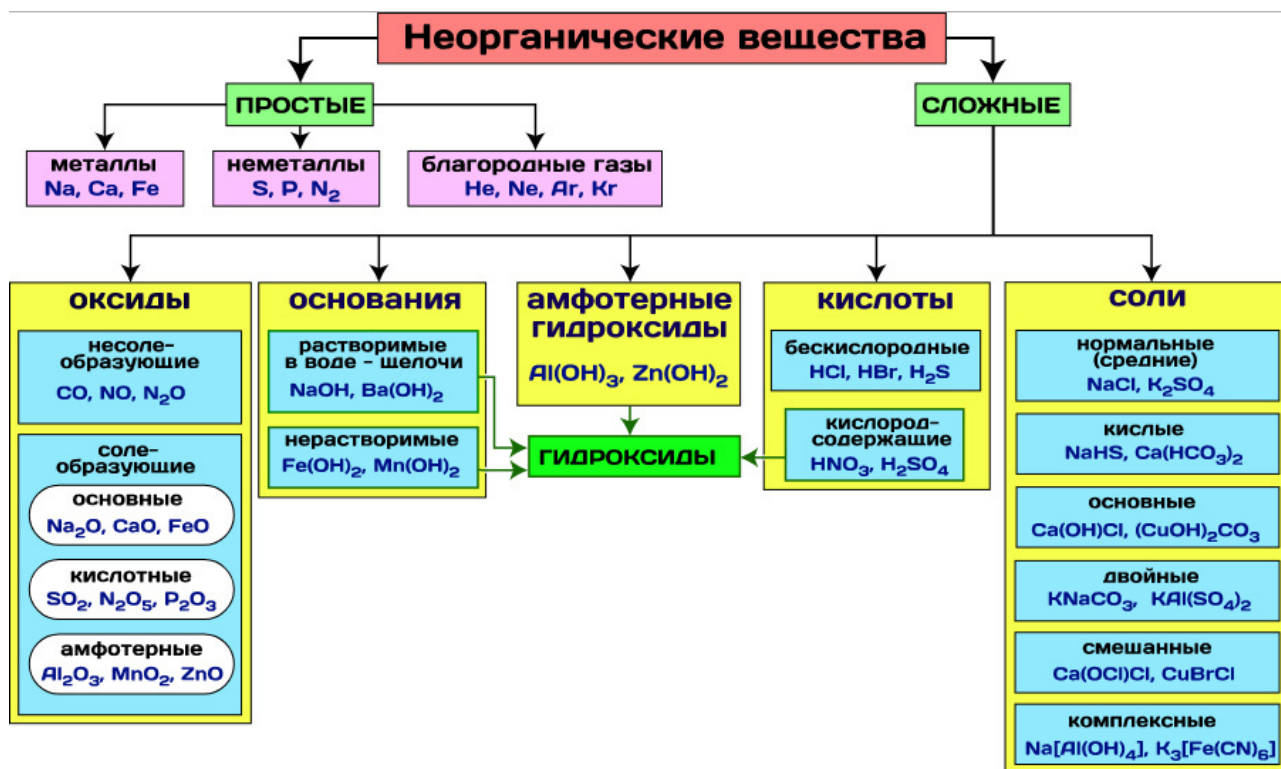 Неорганические вещества
ПРОСТЫЕ
СЛОЖНЫЕ
металлы
Na, Ca, Fe
неметаллы
S, P, N₂
благородные газы
He, Ne, Ar, Kr
оксиды
несоле-
образующие
CO, NO, N₂O
соле-
образующие
основные
Na₂O, CaO, FeO
кислотные
SO₂, N₂O₅, P₂O₃
амфотерные
Al₂O₃, MnO₂, ZnO
основания
растворимые
в воде - щелочи
NaOH, Ba(OH)₂
нерастворимые
Fe(OH)₂, Mn(OH)₂
амфотерные
гидроксиды
Al(OH)₃, Zn(OH)₂
ГИДРОКСИДЫ
кислоты
бескислородные
HCl, HBr, H₂S
кислород-
содержащие
HNO₃, H₂SO₄
соли
нормальные
(средние)
NaCl, K₂SO₄
кислые
NaHS, Ca(HCO₃)₂
основные
Ca(OH)Cl, (CuOH)₂CO₃
двойные
KNaCO₃, KAl(SO₄)₂
смешанные
Ca(OCl)Cl, CuBrCl
комплексные
Na[Al(OH)₄], K₃[Fe(CN)₆]